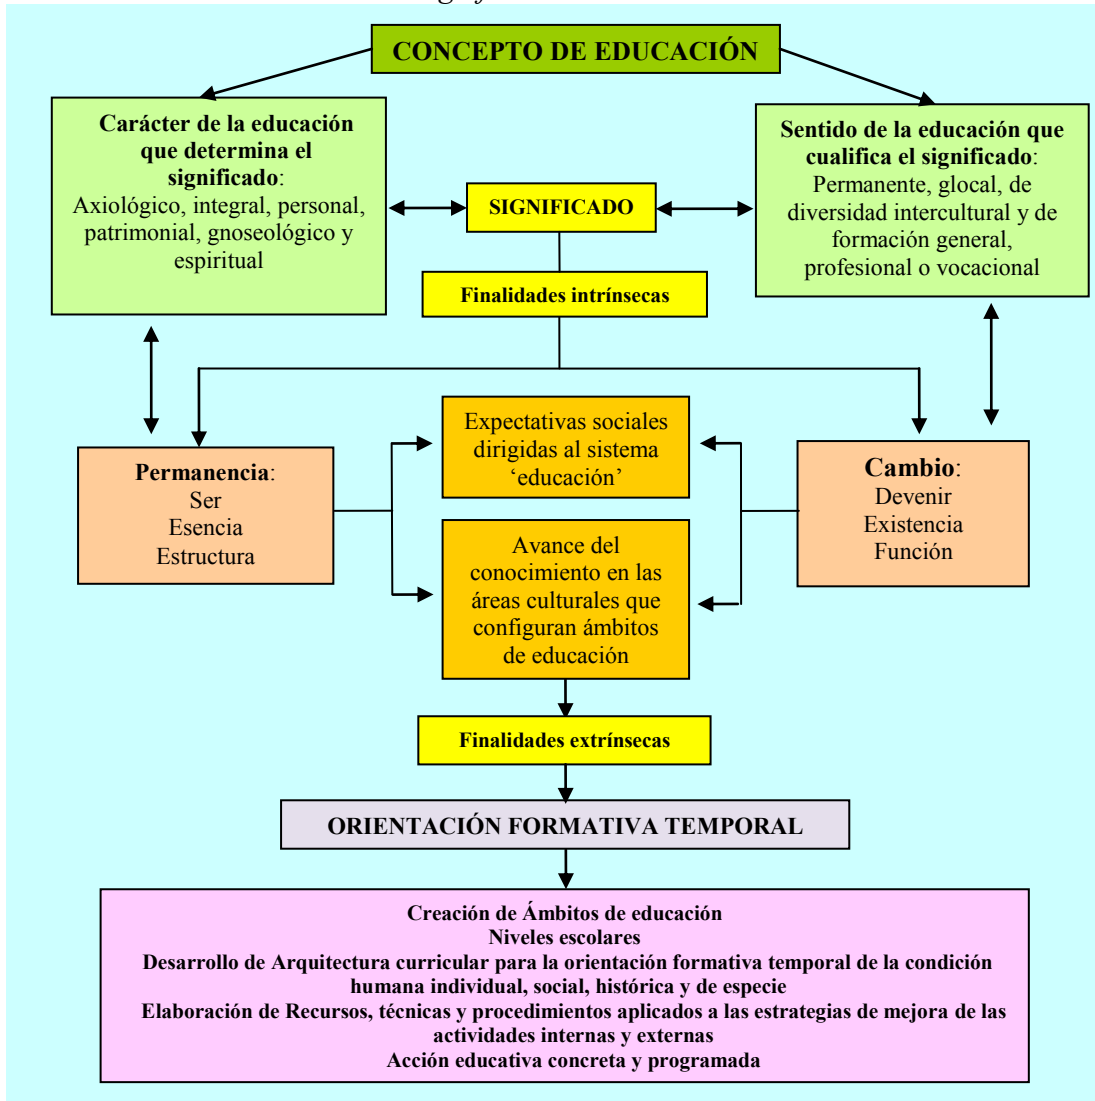 CONCEPTO DE EDUCACIÓN
Carácter de la educación
que determina el
significado:
Axiológico, integral, personal,
patrimonial, gnoseológico y
espiritual
SIGNIFICADO
Sentido de la educación que
cualifica el significado:
Permanente, glocal, de
diversidad intercultural y de
formación general,
profesional o vocacional
Finalidades intrínsecas
Permanencia:
Ser
Esencia
Estructura
Expectativas sociales
dirigidas al sistema
‘educación’
Avance del
conocimiento en las
áreas culturales que
configuran ámbitos
de educación
Cambio:
Devenir
Existencia
Función
Finalidades extrínsecas
ORIENTACIÓN FORMATIVA TEMPORAL
Creación de Ámbitos de educación
Niveles escolares
Desarrollo de Arquitectura curricular para la orientación formativa temporal de la condición
humana individual, social, histórica y de especie
Elaboración de Recursos, técnicas y procedimientos aplicados a las estrategias de mejora de las
actividades internas y externas
Acción educativa concreta y programada